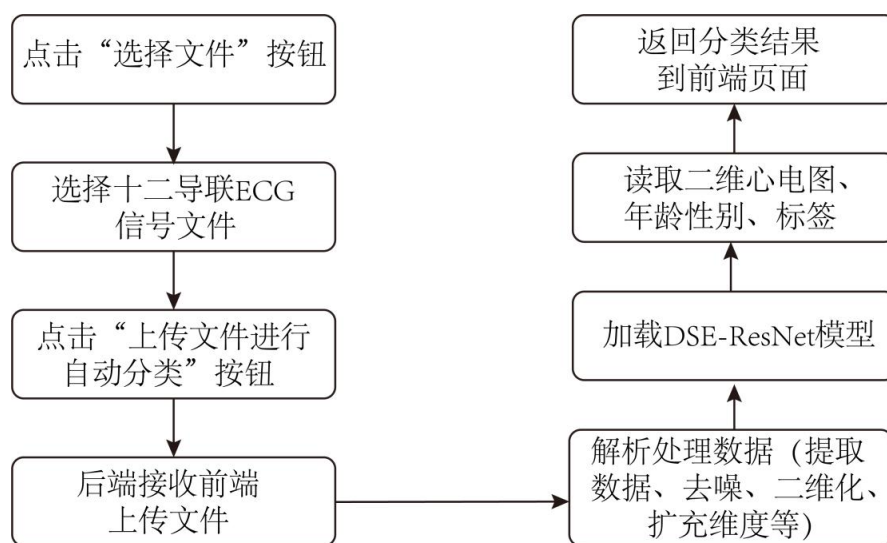 点击“选择文件”按钮
选择十二导联ECG
信号文件
点击“上传文件进行
自动分类”按钮
后端接收前端
上传文件
解析处理数据（提取
数据、去噪、二维化、
扩充维度等）
加载DSE-ResNet模型
读取二维心电图、
年龄性别、标签
返回分类结果
到前端页面